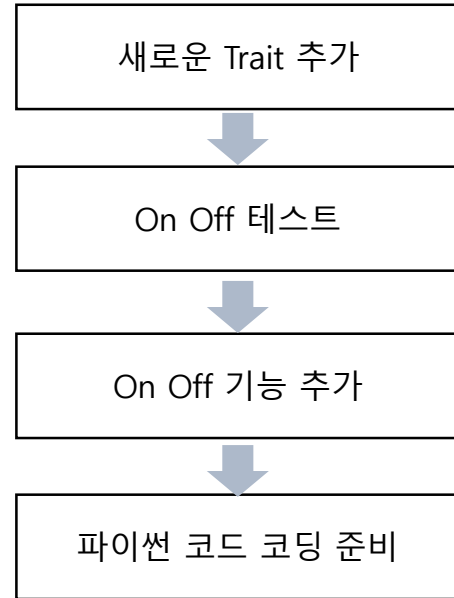 새로운 Trait 추가
On Off 테스트
On Off 기능 추가
파이썬 코드 코딩 준비